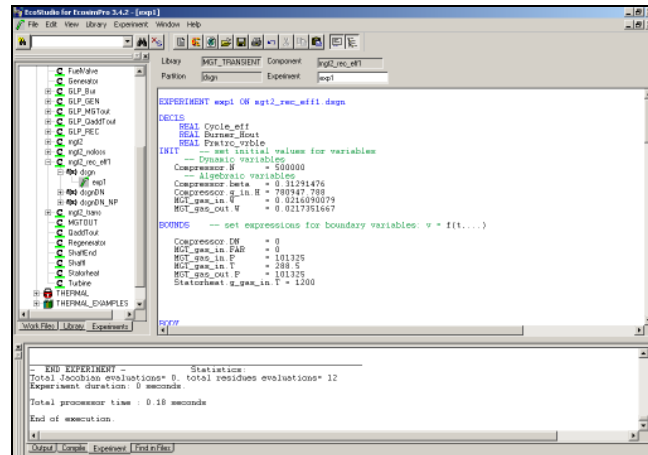 EcoStudio for EcosimPro 3.4.2 - [exp1]
File Edit View Library Experiment Window Help
Library MGT_TRANSIENT Component mgt2_rec_eff1
Partition dsgn Experiment exp1
FuelValve
Generator
GLP_Bur
GLP_GEN
GLP_MGTout
GLP_QaddTout
GLP_REC
mgt2
mgt2_noloss
mgt2_rec_eff1
dsgn
exp1
dsgnDN
dsgnDN_NP
mgt2_trans
MGTOUT
QaddTout
Regenerator
ShaftEnd
ShaftI
Statorheat
Turbine
THERMAL
THERMAL_EXAMPLES
Work Files Library Experiments
EXPERIMENT exp1 ON mgt2_rec_eff1.dsgn
DECLS
REAL Cycle_eff
REAL Burner_Hout
REAL Prmtrc_vrble
INIT -- set initial values for variables
-- Dynamic variables
Compressor.N = 500000
-- Algebraic variables
Compressor.beta = 0.31291476
Compressor.g_in.H = 780947.788
MGT_gas_in.W = 0.0216090079
MGT_gas_out.W = 0.0217351667
BOUNDS -- set expressions for boundary variables: v = f(t,...)
Compressor.DN = 0
MGT_gas_in.FAR = 0
MGT_gas_in.P = 101325
MGT_gas_in.T = 288.5
MGT_gas_out.P = 101325
Statorheat.g_gas_in.T = 1200
BODY
- END EXPERIMENT - Statistics:
Total Jacobian evaluations= 0, total residues evaluations= 12
Experiment duration: 0 seconds.
Total processor time : 0.18 seconds
End of execution.
Output Compile Experiment Find in Files